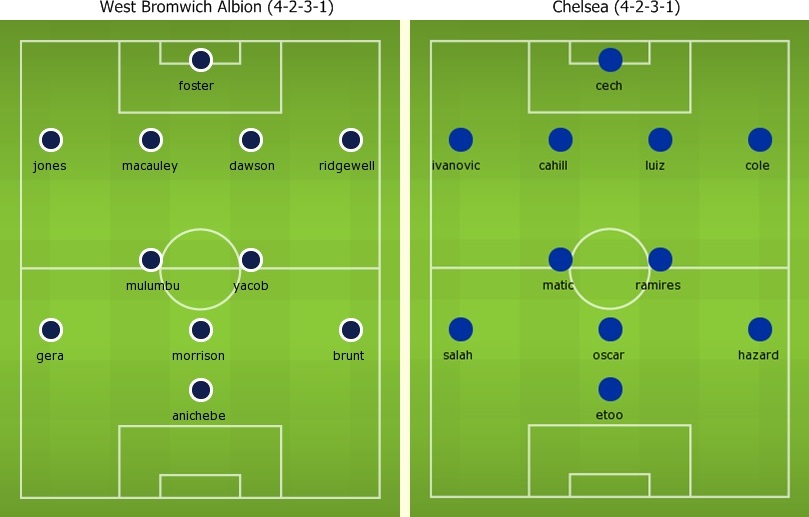 West Bromwich Albion (4-2-3-1)
foster
jones macauley dawson ridgewell
mulumbu yacob
gera morrison brunt
anichebe
Chelsea (4-2-3-1)
cech
ivanovic cahill luiz cole
matic ramires
salah oscar hazard
etoo